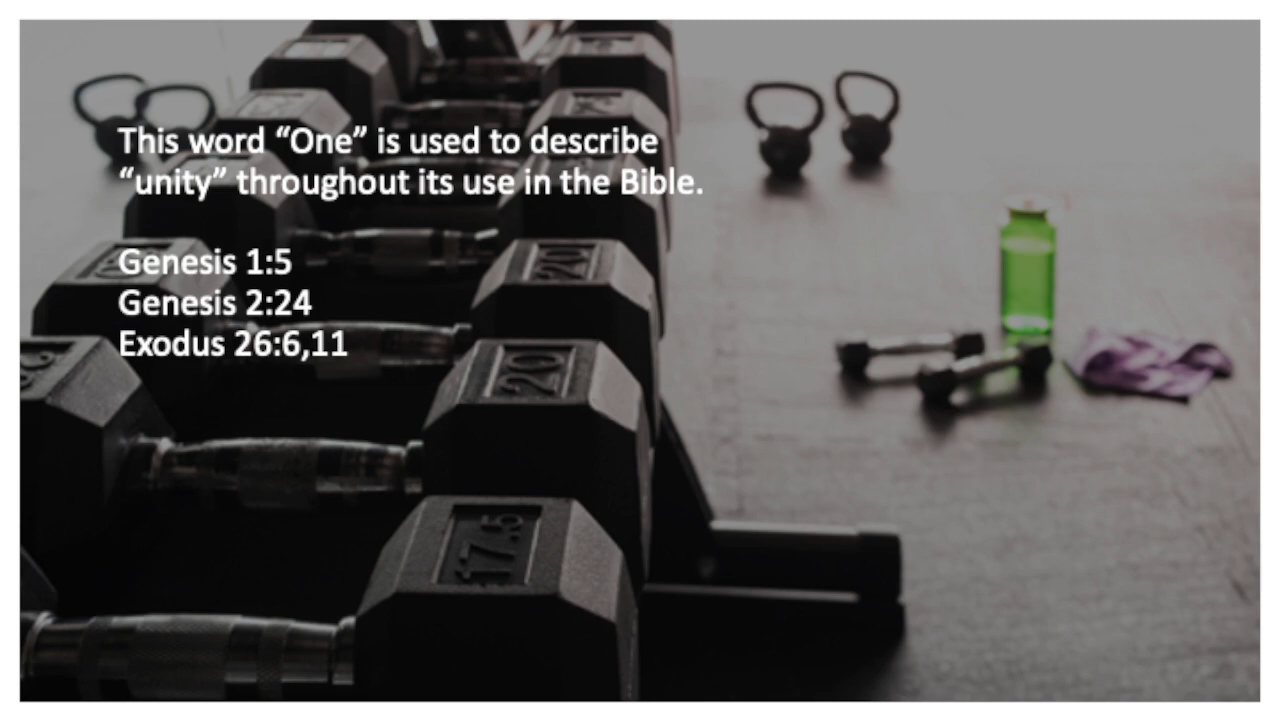 This word “One” is used to describe
“unity” throughout its use in the Bible.
Genesis 1:5
Genesis 2:24
Exodus 26:6,11
20
20
17.5